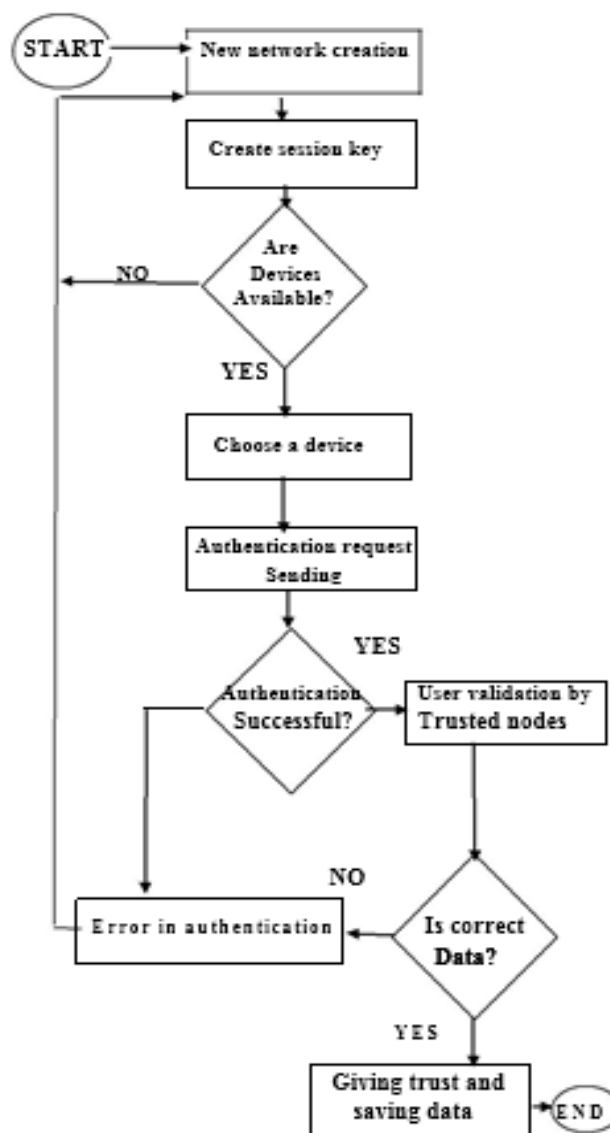 START
New network creation
Create session key
Are
Devices
Available?
NO
YES
Choose a device
Authentication request
Sending
YES
Authentication
Successful?
User validation by
Trusted nodes
NO
Error in authentication
Is correct
Data?
YES
Giving trust and
saving data
END